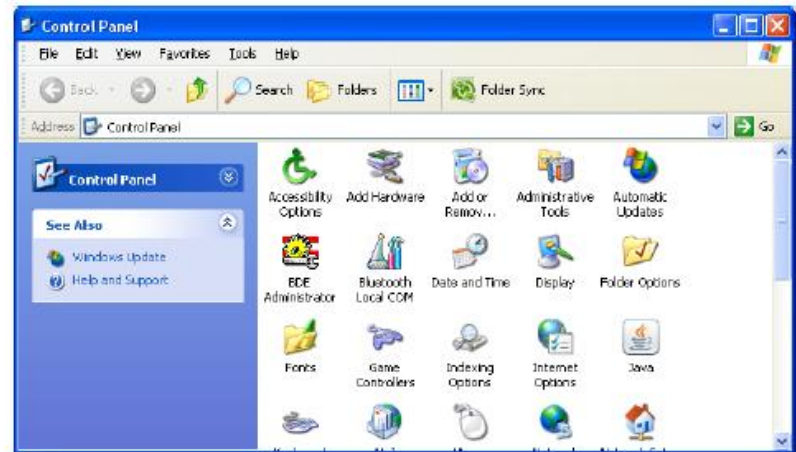 Control Panel
File Edit View Favorites Tools Help
Back Search Folders Folder Sync
Address Control Panel Go
Control Panel
See Also
Windows Update
Help and Support
Accessibility Options
Add Hardware
Add or Remov...
Administrative Tools
Automatic Updates
BDE Administrator
Bluetooth Local COM
Date and Time
Display
Folder Options
Fonts
Game Controllers
Indexing Options
Internet Options
Java